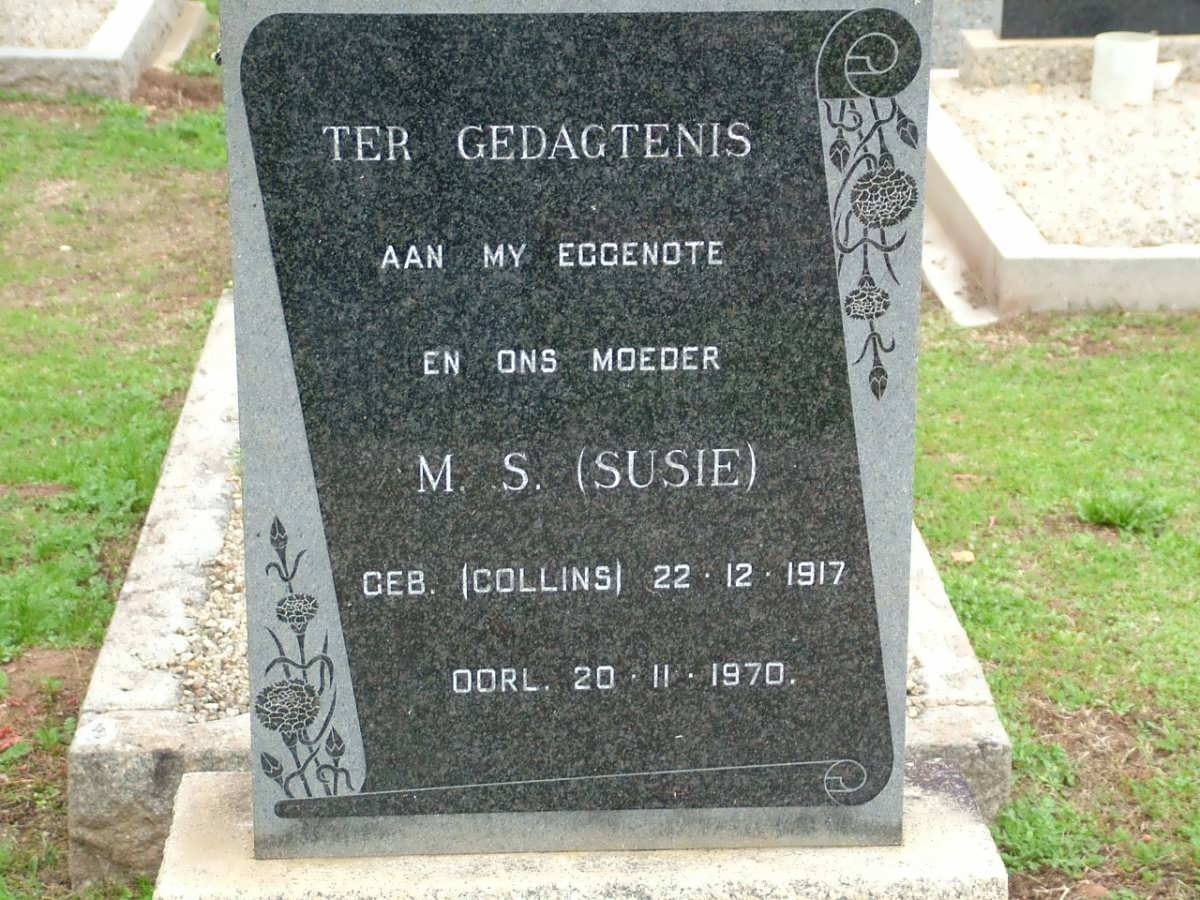 TER GEDAGTENIS
AAN MY EGGENOTE
EN ONS MOEDER
M. S. (SUSIE)
GEB. (COLLINS) 22 · 12 · 1917
OORL. 20 · 11 · 1970.